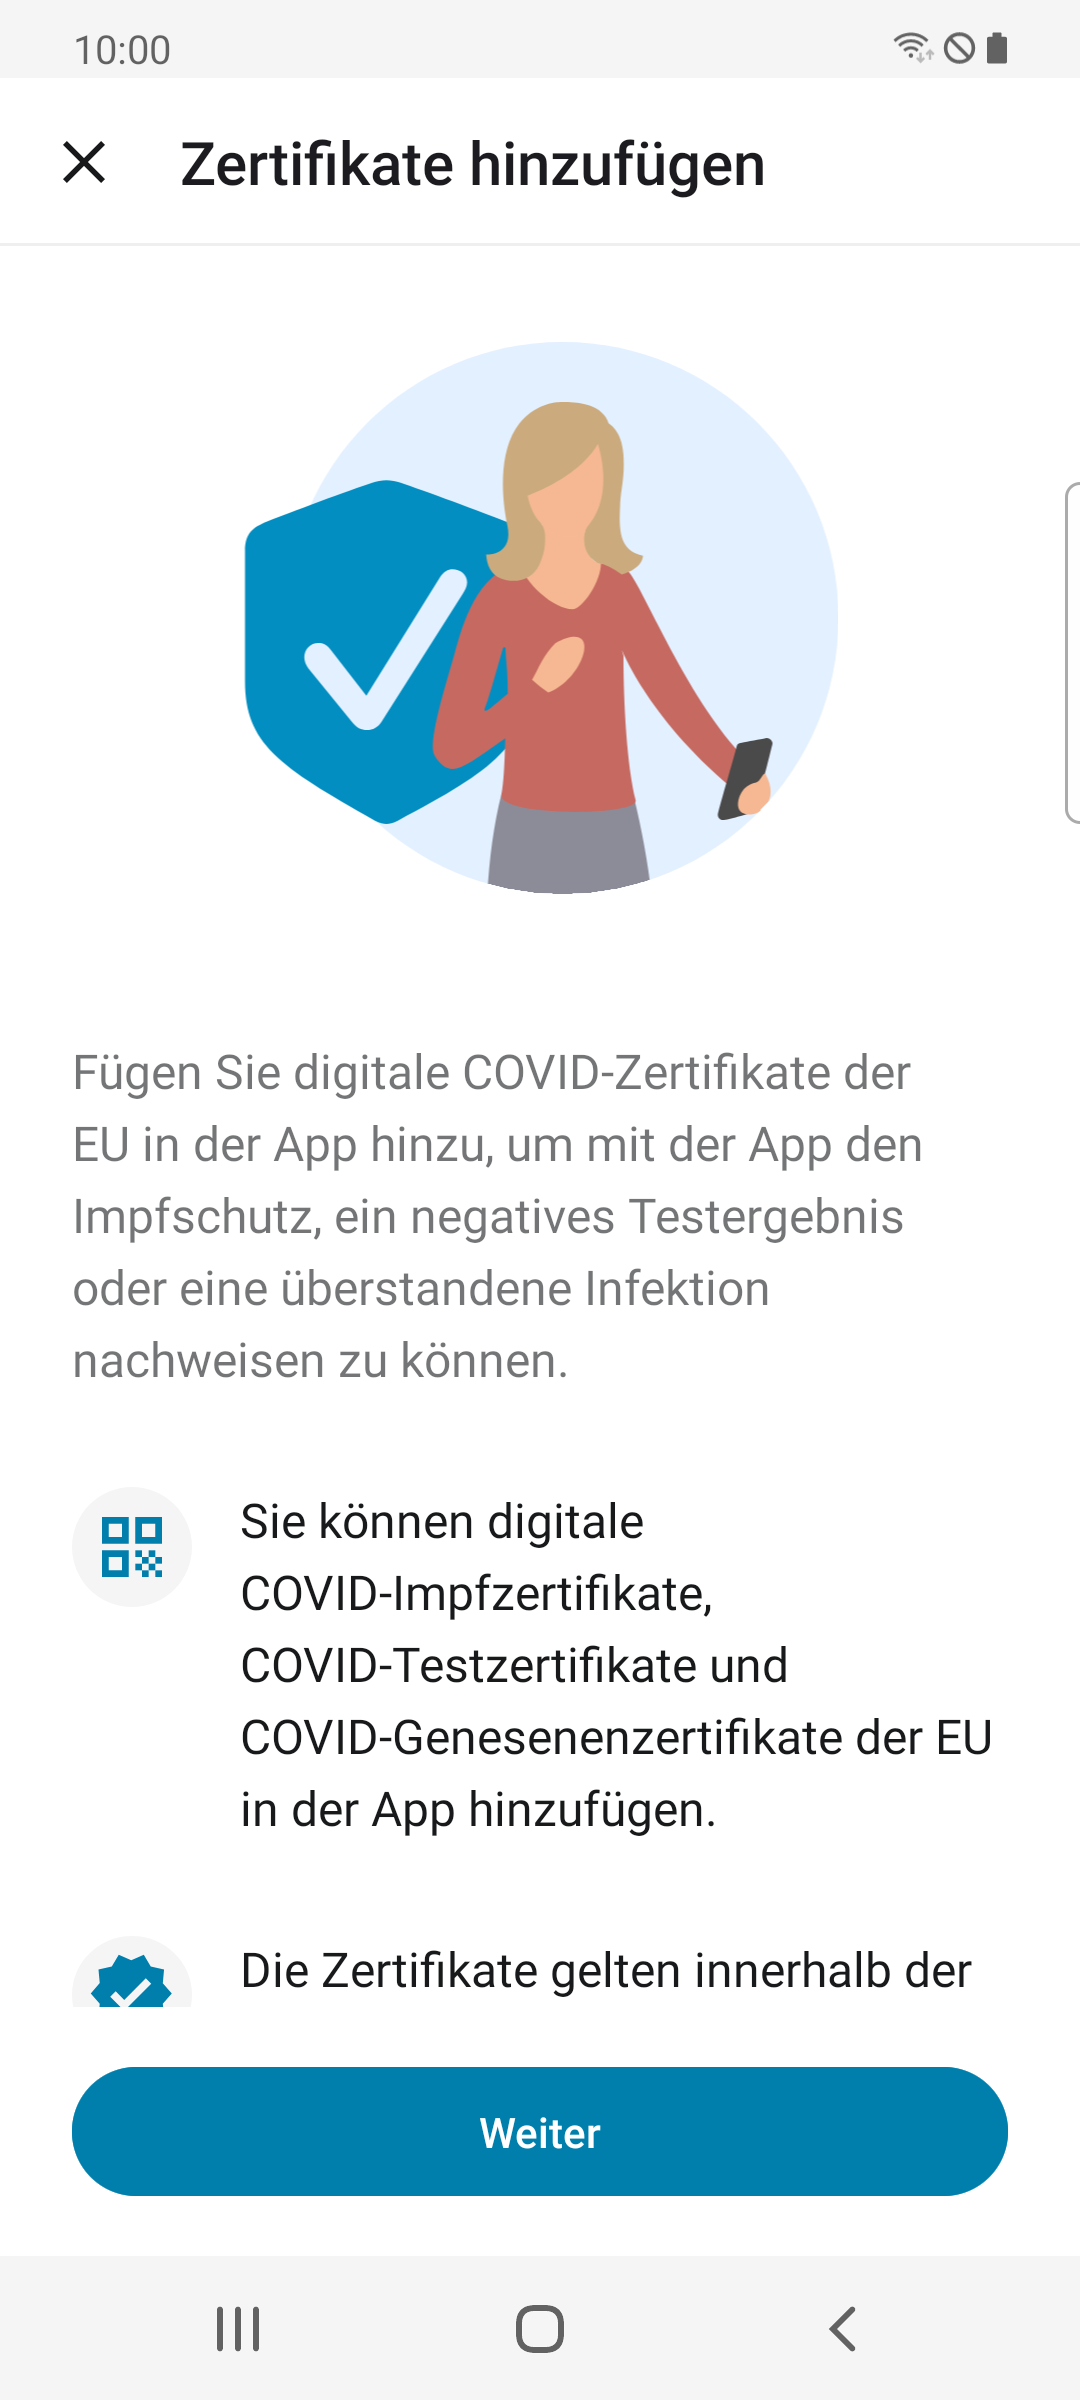 10:00
Zertifikate hinzufügen
Fügen Sie digitale COVID-Zertifikate der
EU in der App hinzu, um mit der App den
Impfschutz, ein negatives Testergebnis
oder eine überstandene Infektion
nachweisen zu können.
Sie können digitale
COVID-Impfzertifikate,
COVID-Testzertifikate und
COVID-Genesenenzertifikate der EU
in der App hinzufügen.
Die Zertifikate gelten innerhalb der
Weiter